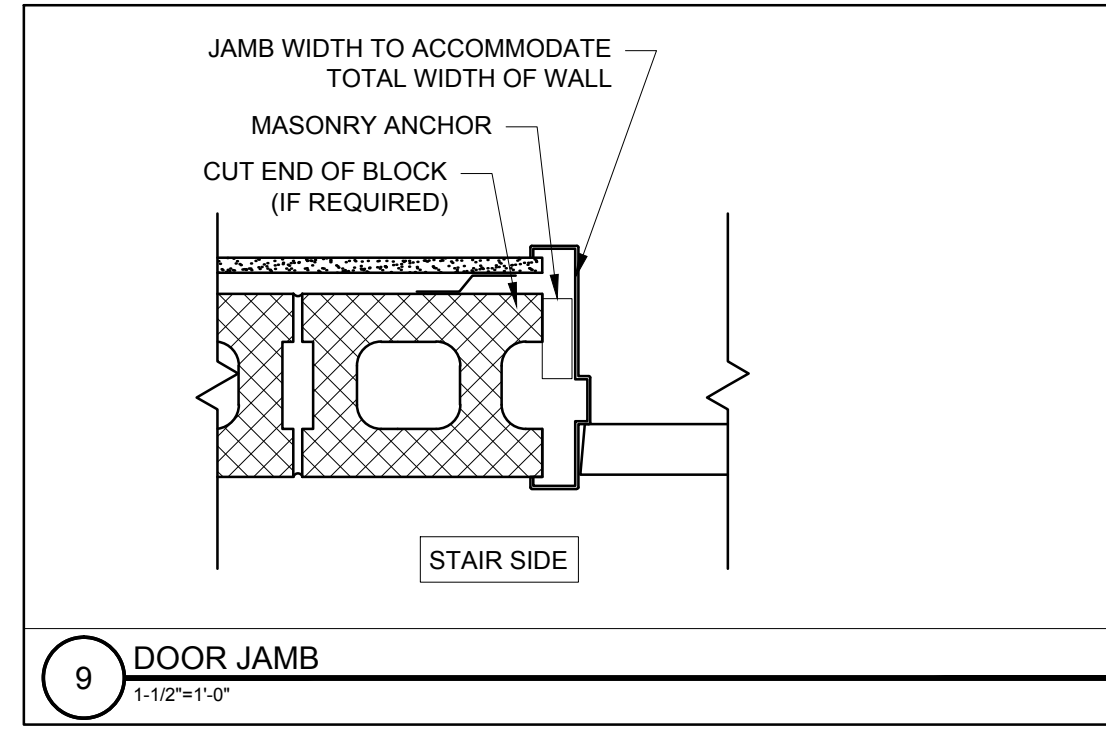 JAMB WIDTH TO ACCOMMODATE
TOTAL WIDTH OF WALL
MASONRY ANCHOR
CUT END OF BLOCK
(IF REQUIRED)
STAIR SIDE
9
DOOR JAMB
1-1/2"=1'-0"